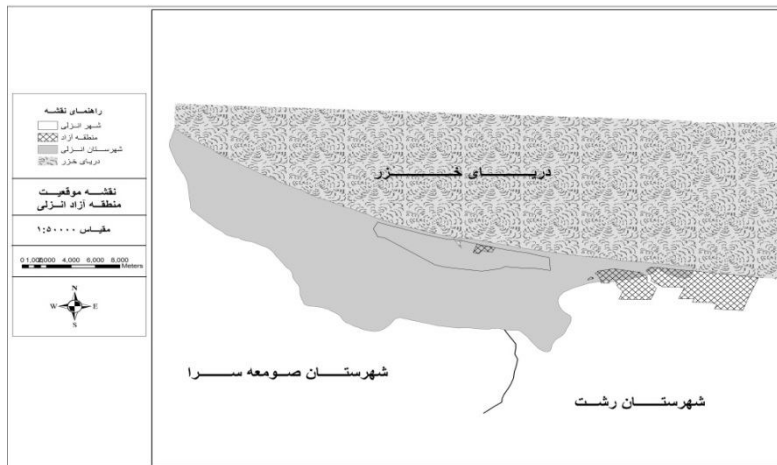 راهنمای نقشه
شهر انزلی
منطقه آزاد
شهرستان انزلی
دریای خزر
نقشه موقعیت
منطقه آزاد انزلی
مقیاس ۱:۵۰۰۰۰
0 1,000 2,000 4,000 6,000 8,000
Meters
N
W E
S
دریای خزر
شهرستان صومعه سرا
شهرستان رشت